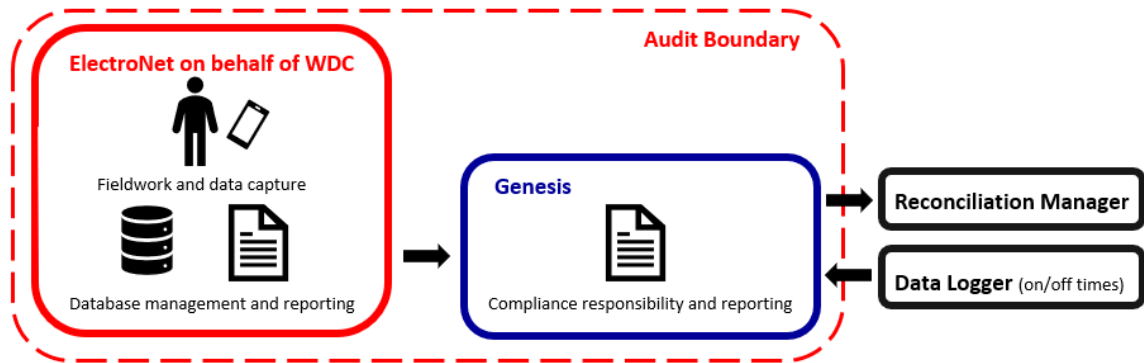 Audit Boundary
ElectroNet on behalf of WDC
Fieldwork and data capture
Database management and reporting
Genesis
Compliance responsibility and reporting
Reconciliation Manager
Data Logger (on/off times)